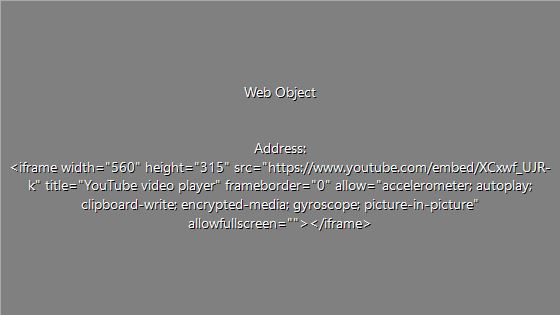 Web Object
Address:
<iframe width="560" height="315" src="https://www.youtube.com/embed/XCxwf_UJR-
k" title="YouTube video player" frameborder="0" allow="accelerometer; autoplay;
clipboard-write; encrypted-media; gyroscope; picture-in-picture"
allowfullscreen=""></iframe>